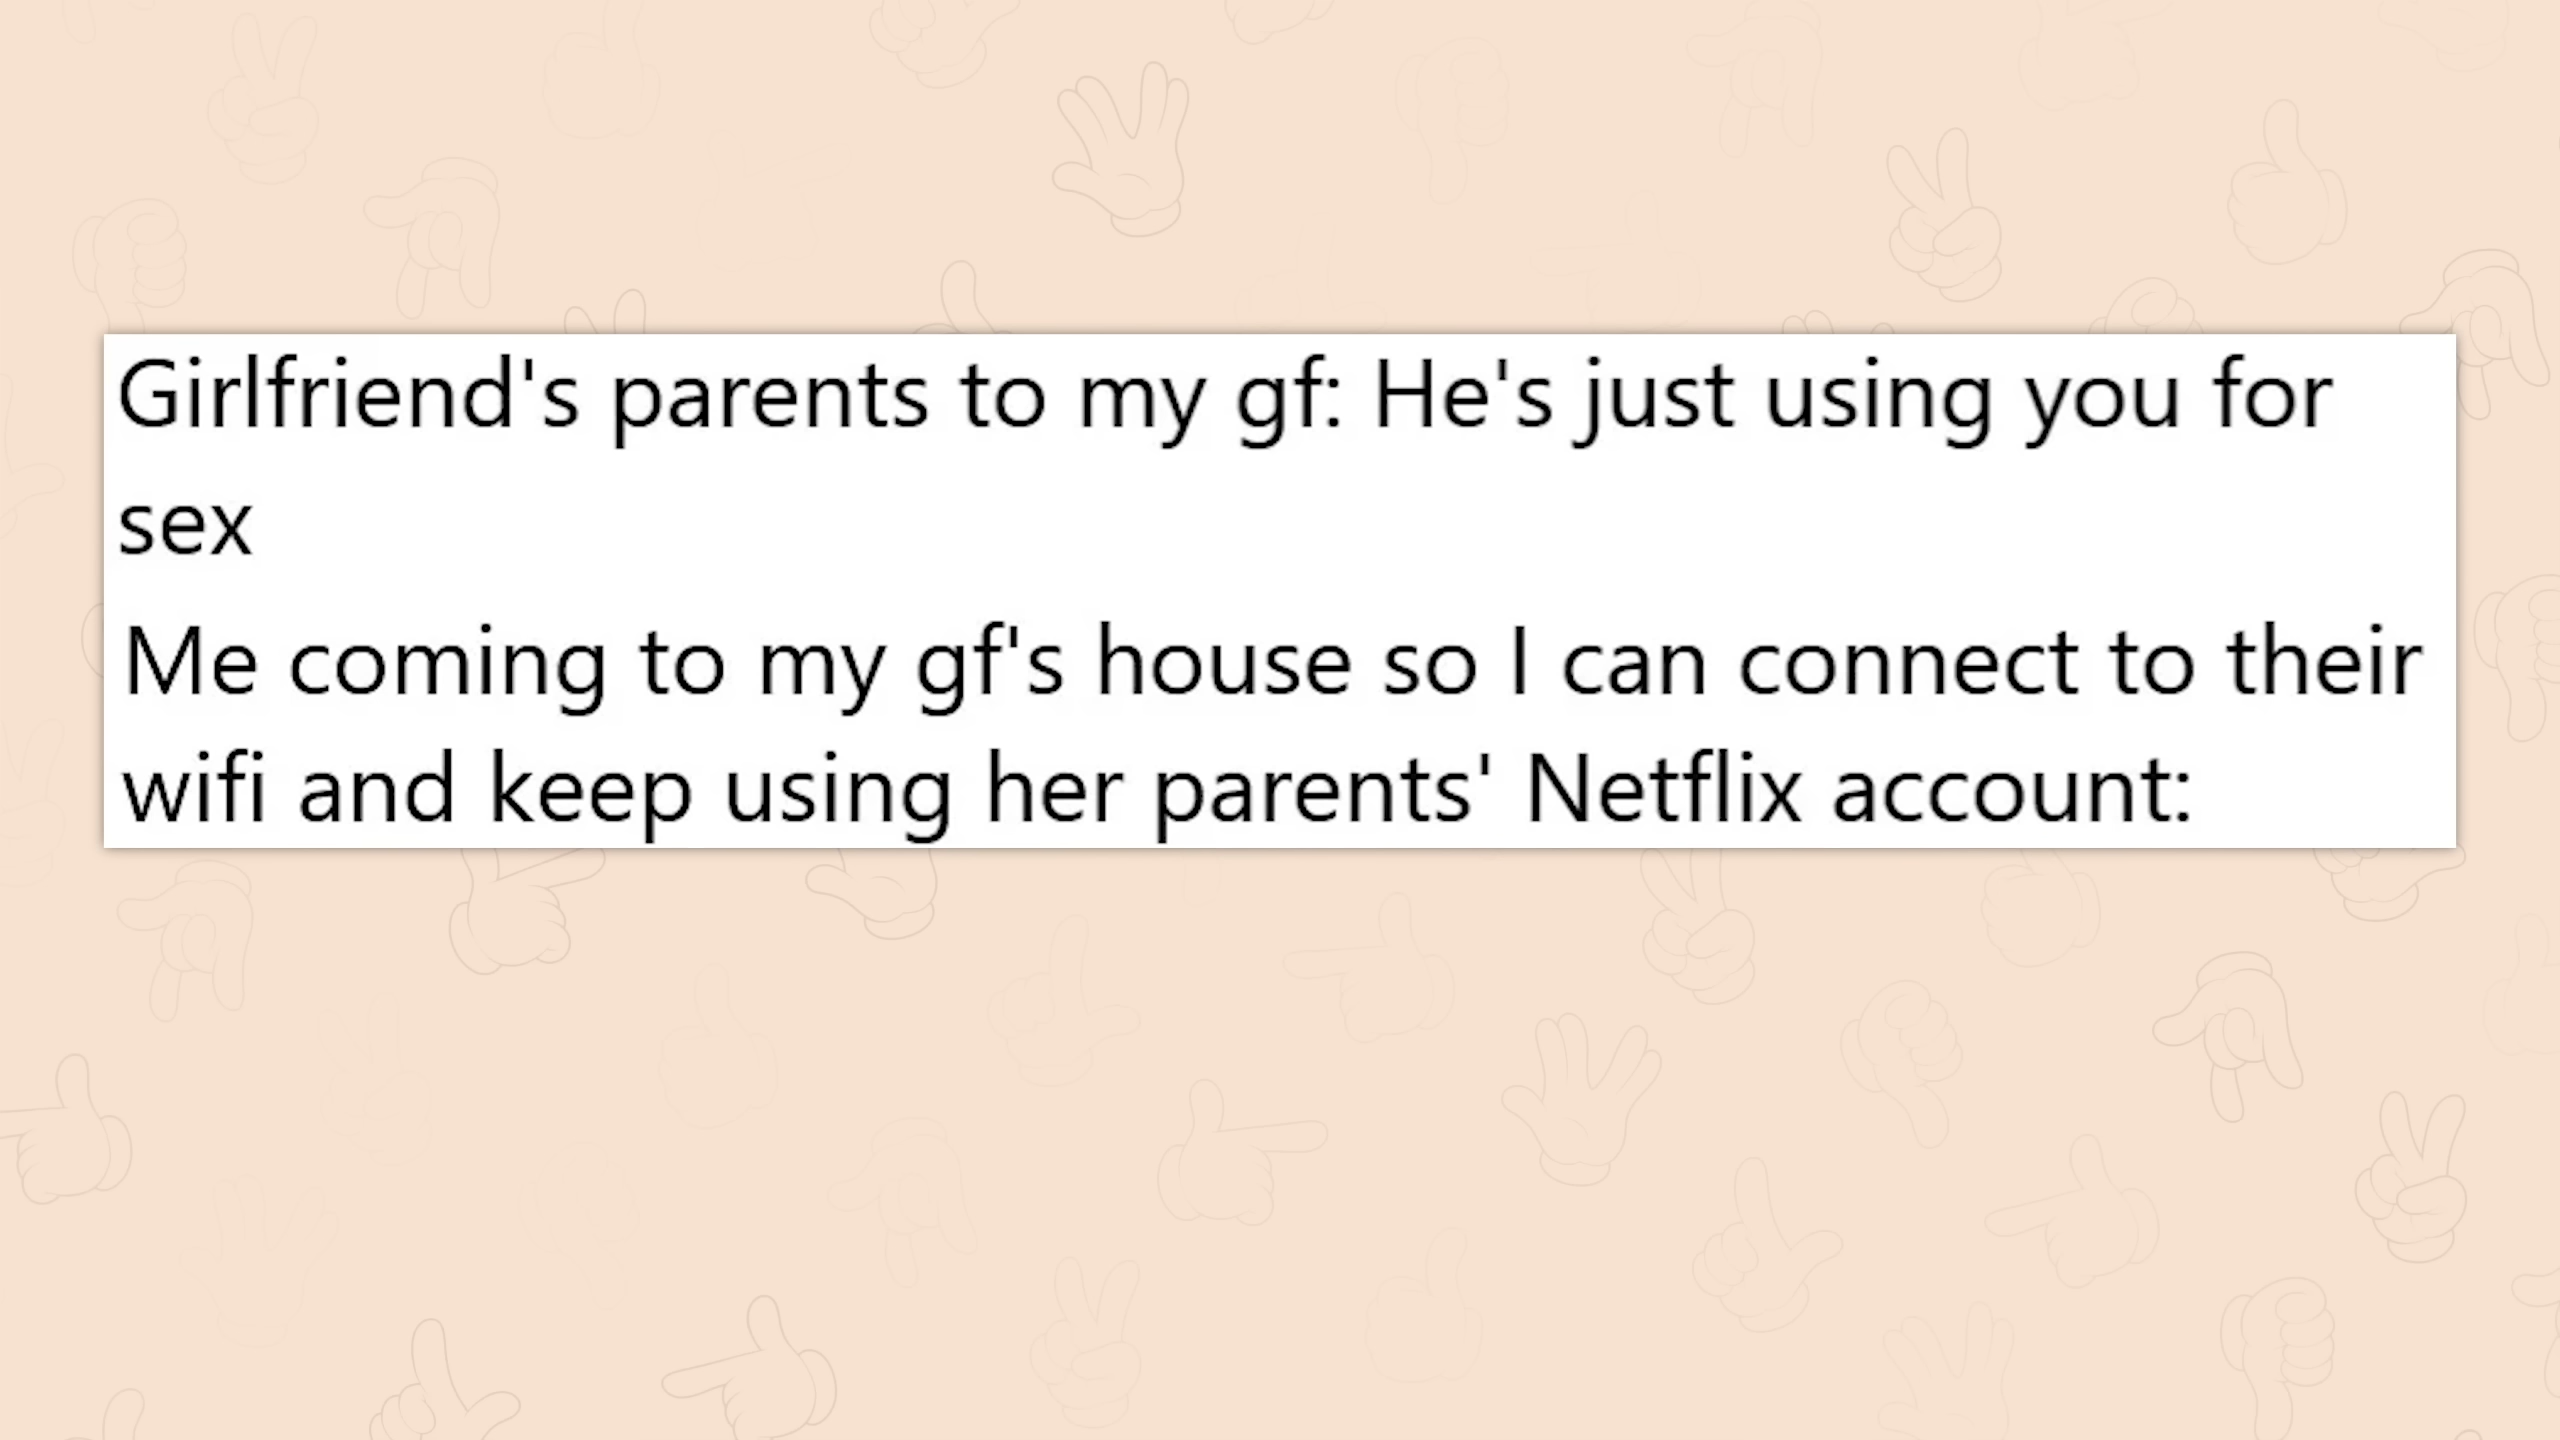 Girlfriend's parents to my gf: He's just using you for
sex
Me coming to my gf's house so I can connect to their
wifi and keep using her parents' Netflix account: